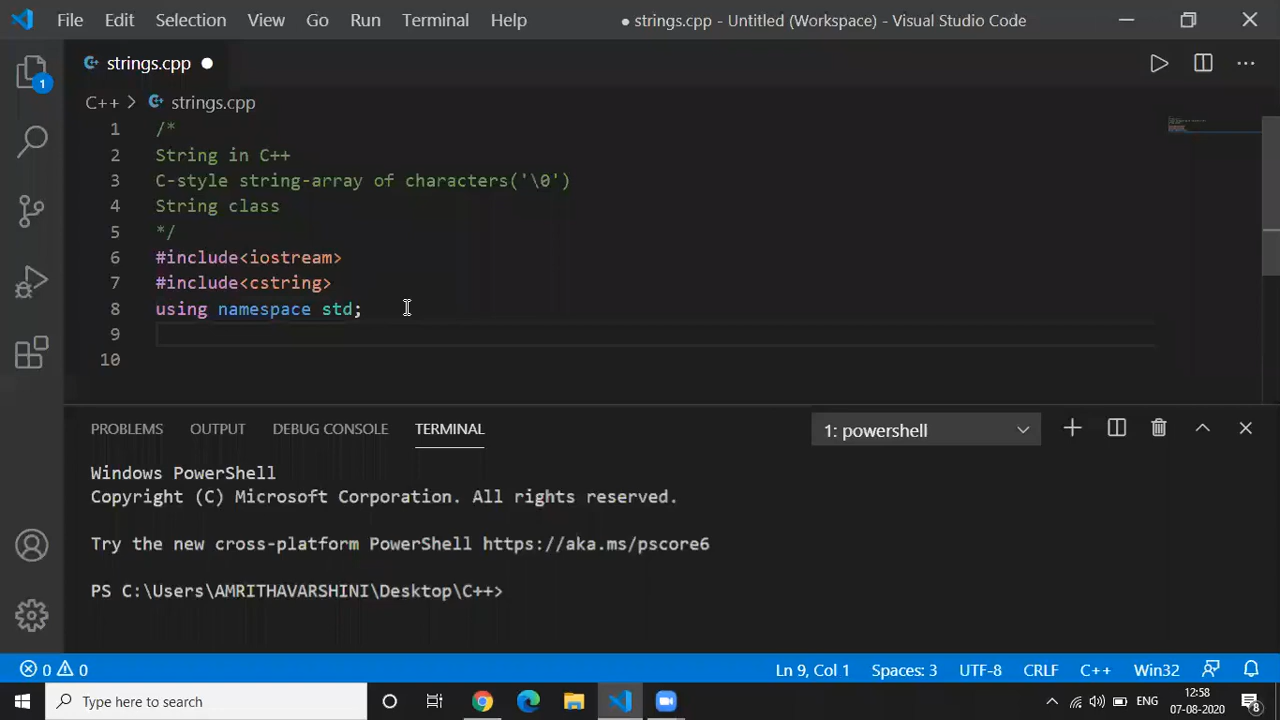 File Edit Selection View Go Run Terminal Help ● strings.cpp - Untitled (Workspace) - Visual Studio Code
strings.cpp
C++ > strings.cpp
1 /*
2 String in C++
3 C-style string-array of characters('\0')
4 String class
5 */
6 #include<iostream>
7 #include<cstring>
8 using namespace std;
9
10
1
PROBLEMS OUTPUT DEBUG CONSOLE TERMINAL 1: powershell
Windows PowerShell
Copyright (C) Microsoft Corporation. All rights reserved.
Try the new cross-platform PowerShell https://aka.ms/pscore6
PS C:\Users\AMRITHAVARSHINI\Desktop\C++>
0 0 Ln 9, Col 1 Spaces: 3 UTF-8 CRLF C++ Win32
Type here to search ENG 12:58
07-08-2020 8